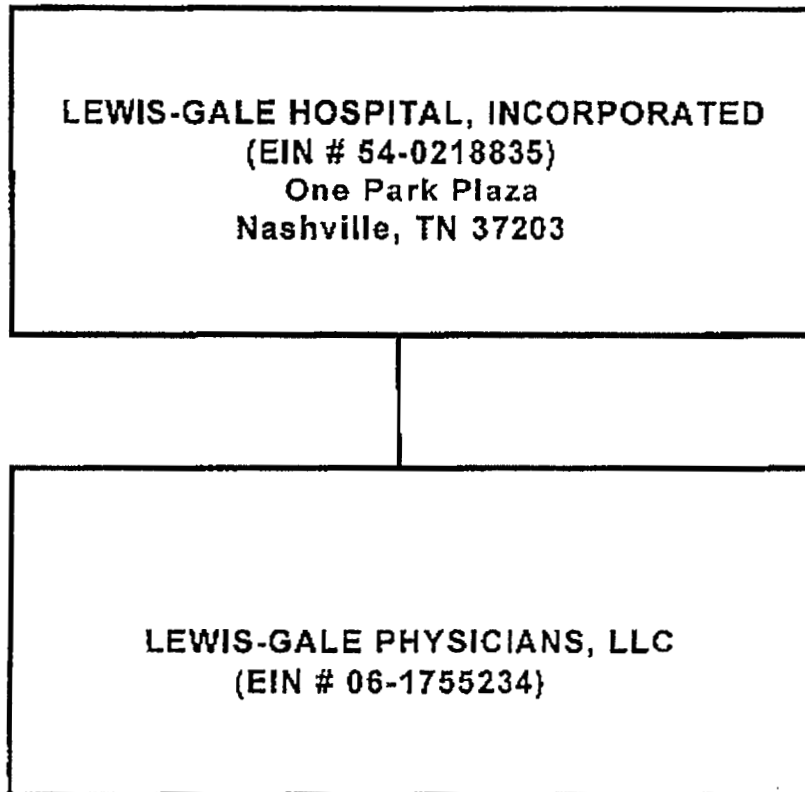 LEWIS-GALE HOSPITAL, INCORPORATED
(EIN # 54-0218835)
One Park Plaza
Nashville, TN 37203
LEWIS-GALE PHYSICIANS, LLC
(EIN # 06-1755234)